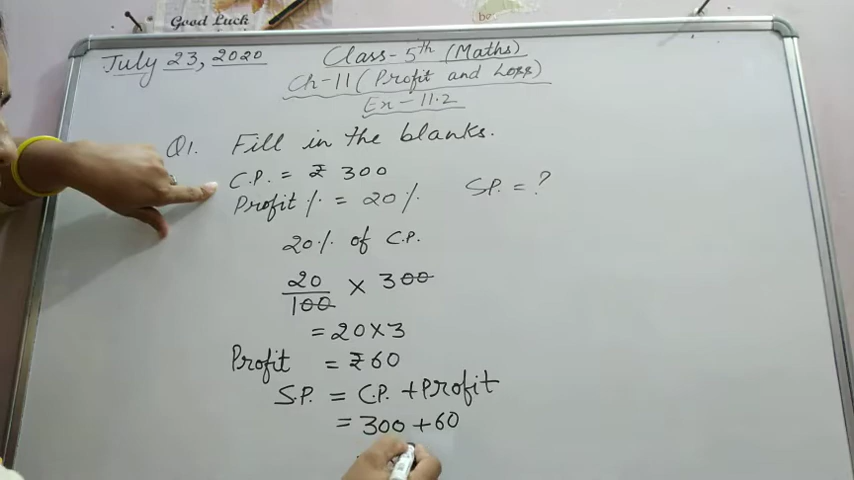 Good Luck
July 23, 2020 Class-5th (Maths)
Ch-11 (Profit and Loss)
Ex-11.2
Q1. Fill in the blanks.
C.P. = ₹ 300
Profit % = 20% S.P. = ?
20% of C.P.
20/100 × 300
= 20×3
Profit = ₹60
S.P. = C.P. + Profit
= 300 + 60